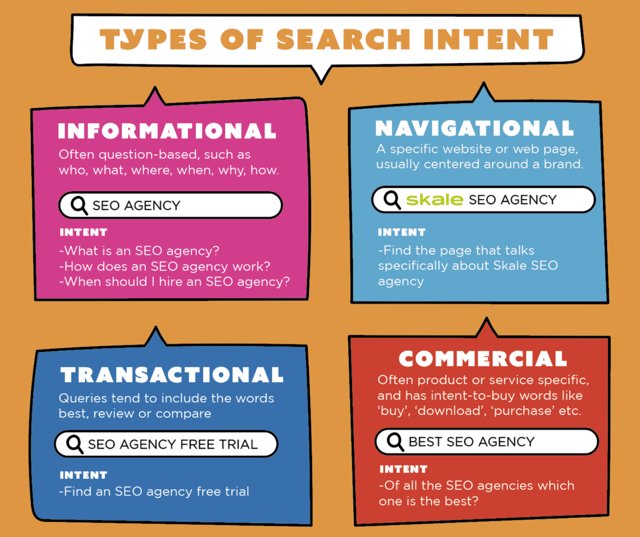 TYPES OF SEARCH INTENT
INFORMATIONAL
Often question-based, such as
who, what, where, when, why, how.
SEO AGENCY
INTENT
-What is an SEO agency?
-How does an SEO agency work?
-When should I hire an SEO agency?
NAVIGATIONAL
A specific website or web page,
usually centered around a brand.
skale SEO AGENCY
INTENT
-Find the page that talks
specifically about Skale SEO
agency
TRANSACTIONAL
Queries tend to include the words
best, review or compare
SEO AGENCY FREE TRIAL
INTENT
-Find an SEO agency free trial
COMMERCIAL
Often product or service specific,
and has intent-to-buy words like
‘buy’, ‘download’, ‘purchase’ etc.
BEST SEO AGENCY
INTENT
-Of all the SEO agencies which
one is the best?